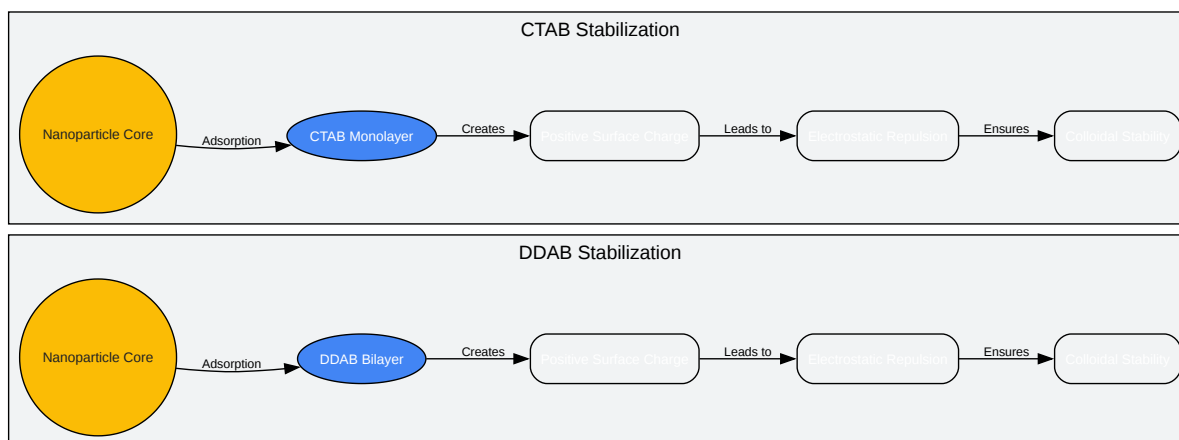 CTAB Stabilization
Nanoparticle Core
Adsorption
CTAB Monolayer
Creates
Positive Surface Charge
Leads to
Electrostatic Repulsion
Ensures
Colloidal Stability
DDAB Stabilization
Nanoparticle Core
Adsorption
DDAB Bilayer
Creates
Positive Surface Charge
Leads to
Electrostatic Repulsion
Ensures
Colloidal Stability